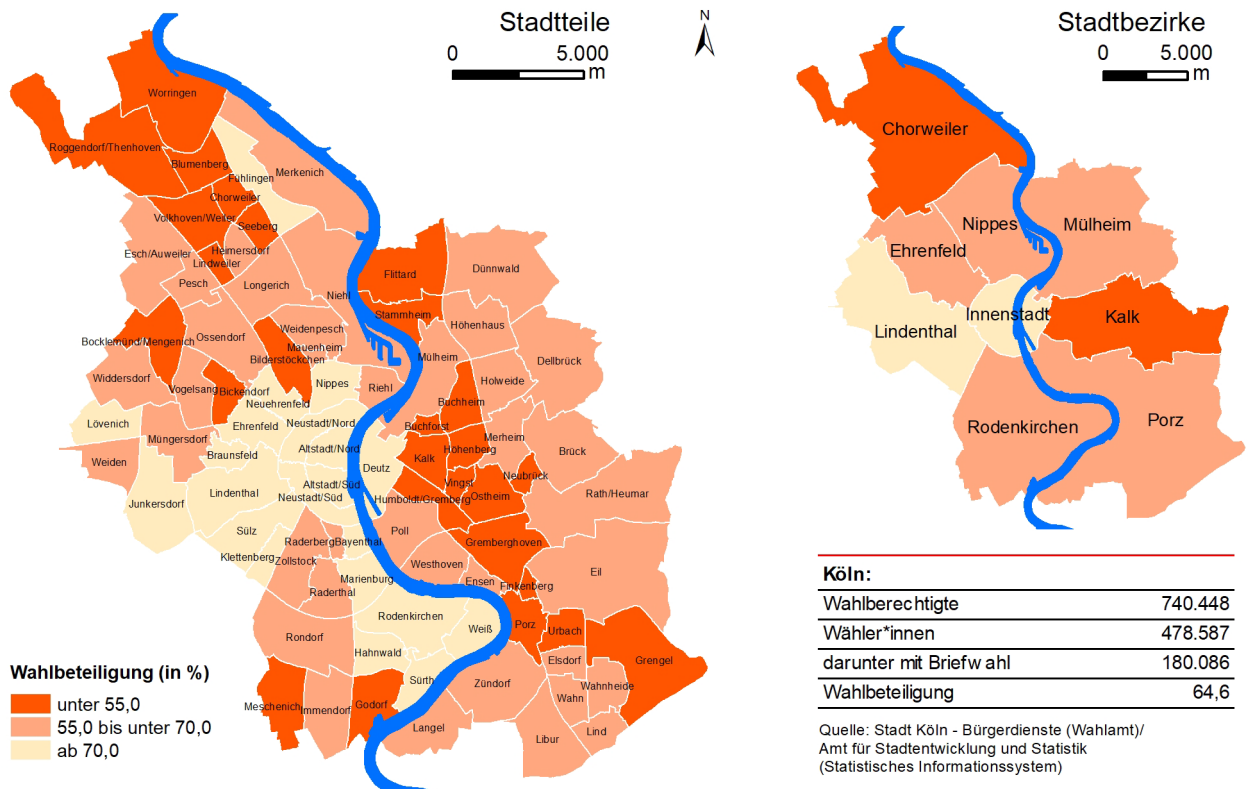 Stadtteile
0 5.000
m
N
Worringen
Roggendorf/Thenhoven
Blumenberg
Fühlingen
Merkenich
Chorweiler
Volkhoven/Weiler
Seeberg
Esch/Auweiler
Heimersdorf
Lindweiler
Pesch
Longerich
Niehl
Flittard
Dünnwald
Stammheim
Höhenhaus
Ossendorf
Weidenpesch
Mauenheim
Bocklemünd/Mengenich
Bilderstöckchen
Mülheim
Dellbrück
Widdersdorf
Vogelsang
Bickendorf
Nippes
Riehl
Holweide
Neuehrenfeld
Buchheim
Lövenich
Ehrenfeld
Neustadt/Nord
Buchforst
Müngersdorf
Merheim
Altstadt/Nord
Höhenberg
Brück
Braunsfeld
Weiden
Kalk
Deutz
Neubrück
Junkersdorf
Lindenthal
Altstadt/Süd
Vingst
Ostheim
Rath/Heumar
Neustadt/Süd
Humboldt/Gremberg
Sülz
Poll
Raderberg
Bayenthal
Gremberghoven
Klettenberg
Zollstock
Westhoven
Eil
Marienburg
Ensen
Finkenberg
Raderthal
Rodenkirchen
Weiß
Porz
Urbach
Rondorf
Hahnwald
Elsdorf
Grengel
Sürth
Zündorf
Wahn
Wahnheide
Meschenich
Immendorf
Godorf
Langel
Lind
Libur
Wahlbeteiligung (in %)
unter 55,0
55,0 bis unter 70,0
ab 70,0
Stadtbezirke
0 5.000
m
Chorweiler
Nippes
Mülheim
Ehrenfeld
Innenstadt
Kalk
Lindenthal
Rodenkirchen
Porz
Köln:
Wahlberechtigte 740.448
Wähler*innen 478.587
darunter mit Briefwahl 180.086
Wahlbeteiligung 64,6
Quelle: Stadt Köln - Bürgerdienste (Wahlamt)/
Amt für Stadtentwicklung und Statistik
(Statistisches Informationssystem)